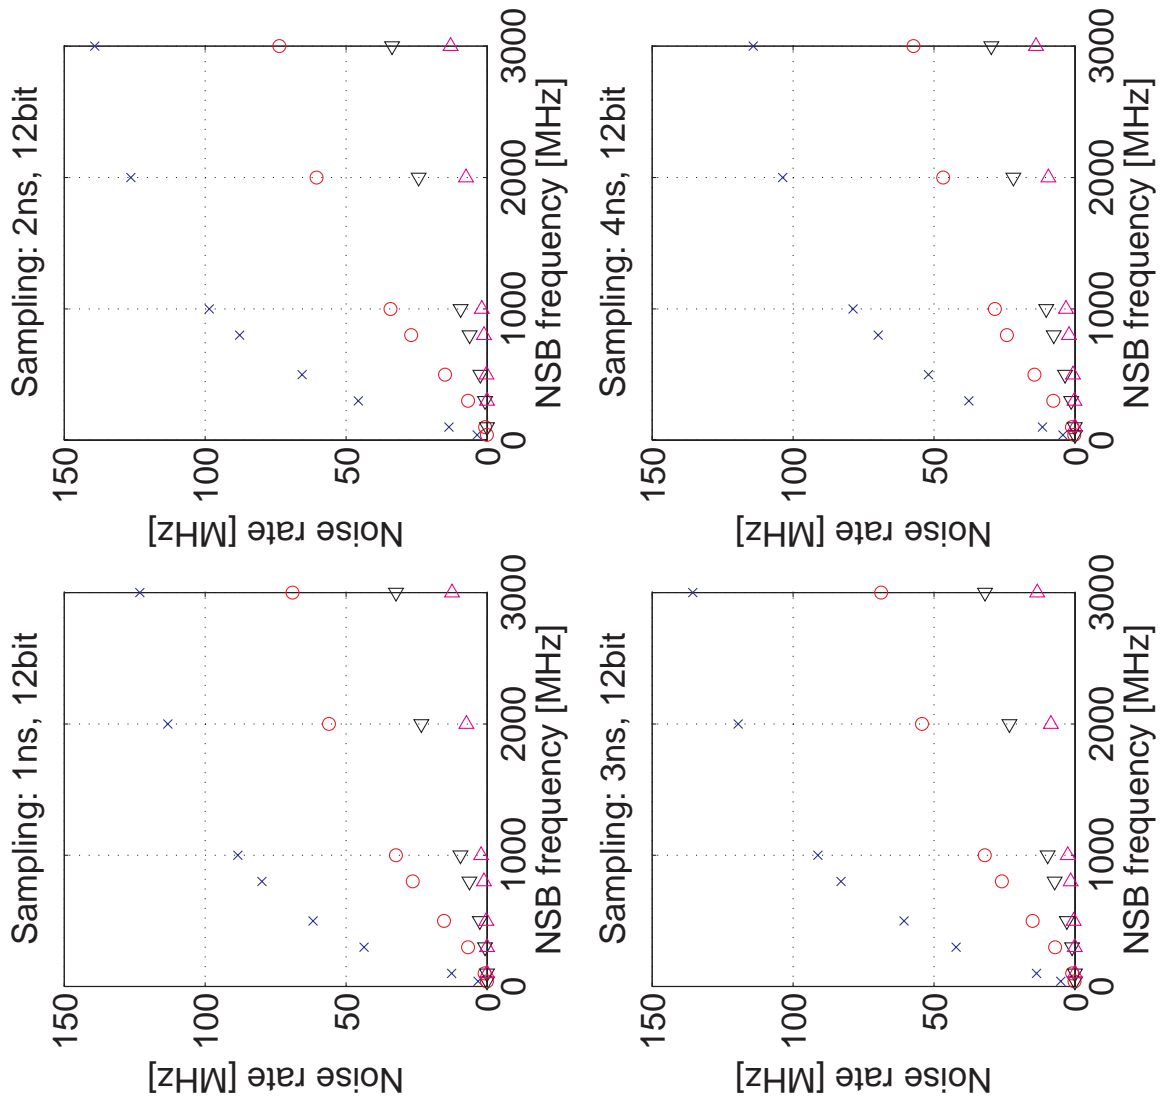 Sampling: 1ns, 12bit
150
100
50
0
0
1000
2000
3000
Noise rate [MHz]
NSB frequency [MHz]
Sampling: 2ns, 12bit
150
100
50
0
0
1000
2000
3000
Noise rate [MHz]
NSB frequency [MHz]
Sampling: 3ns, 12bit
150
100
50
0
0
1000
2000
3000
Noise rate [MHz]
NSB frequency [MHz]
Sampling: 4ns, 12bit
150
100
50
0
0
1000
2000
3000
Noise rate [MHz]
NSB frequency [MHz]